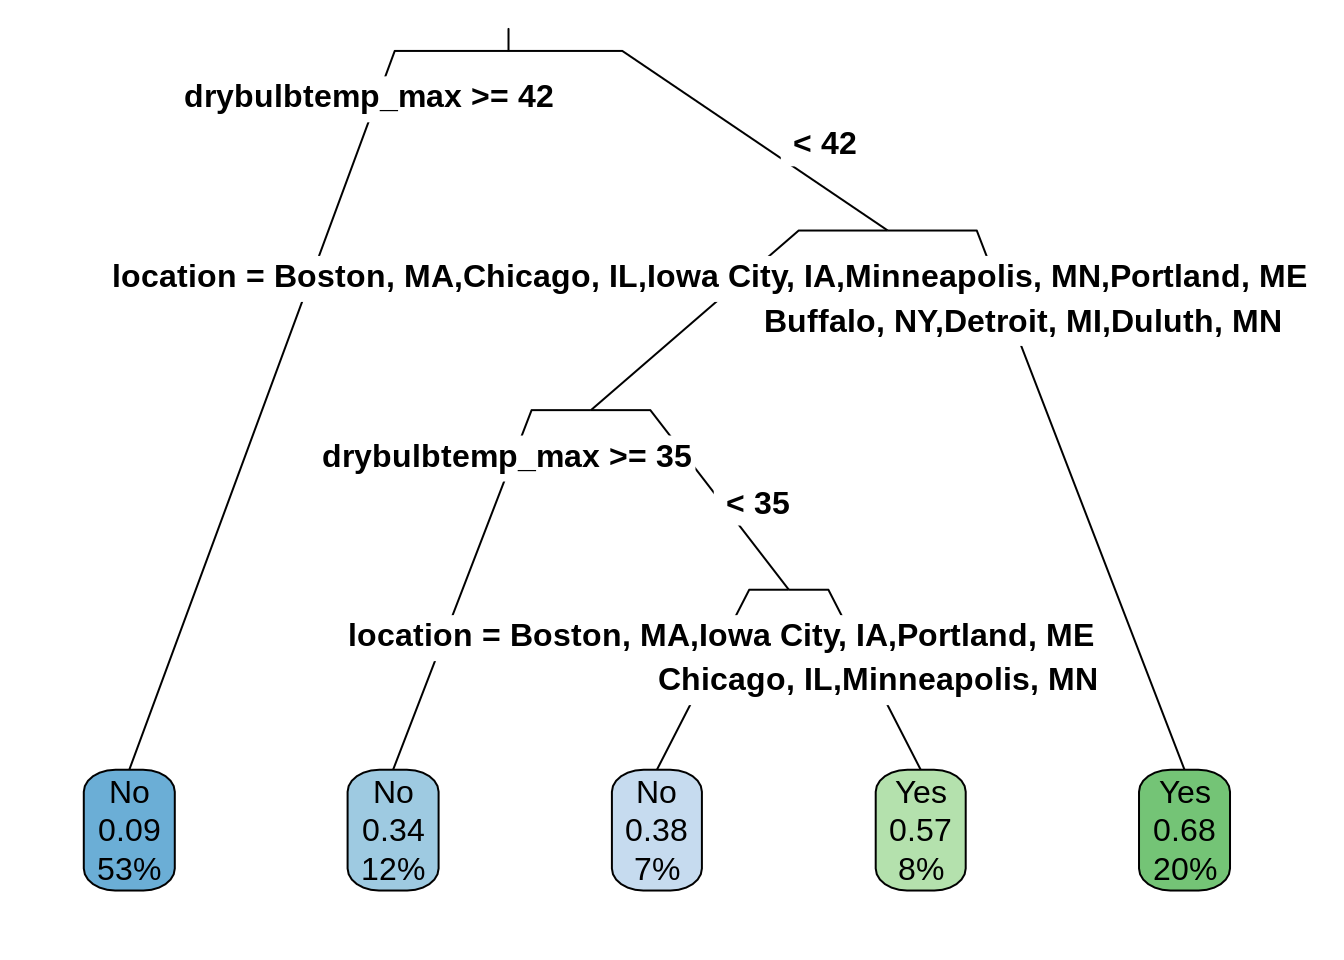 drybulbtemp_max >= 42
< 42
location = Boston, MA,Chicago, IL,Iowa City, IA,Minneapolis, MN,Portland, ME
Buffalo, NY,Detroit, MI,Duluth, MN
drybulbtemp_max >= 35
< 35
location = Boston, MA,Iowa City, IA,Portland, ME
Chicago, IL,Minneapolis, MN
No
0.09
53%
No
0.34
12%
No
0.38
7%
Yes
0.57
8%
Yes
0.68
20%